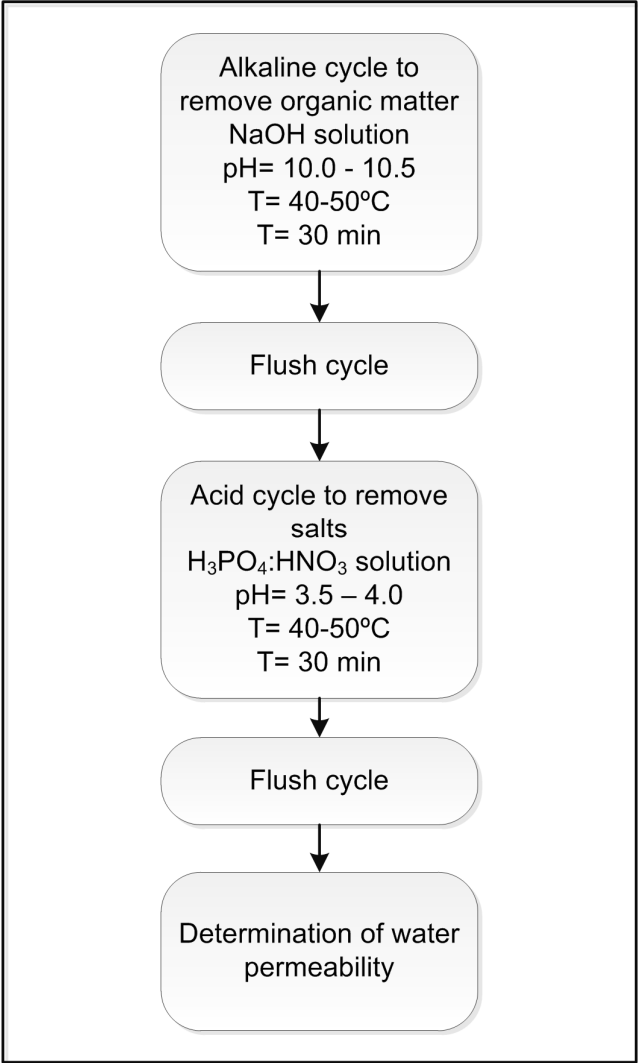 Alkaline cycle to
remove organic matter
NaOH solution
pH= 10.0 - 10.5
T= 40-50ºC
T= 30 min
Flush cycle
Acid cycle to remove
salts
H₃PO₄:HNO₃ solution
pH= 3.5 – 4.0
T= 40-50ºC
T= 30 min
Flush cycle
Determination of water
permeability